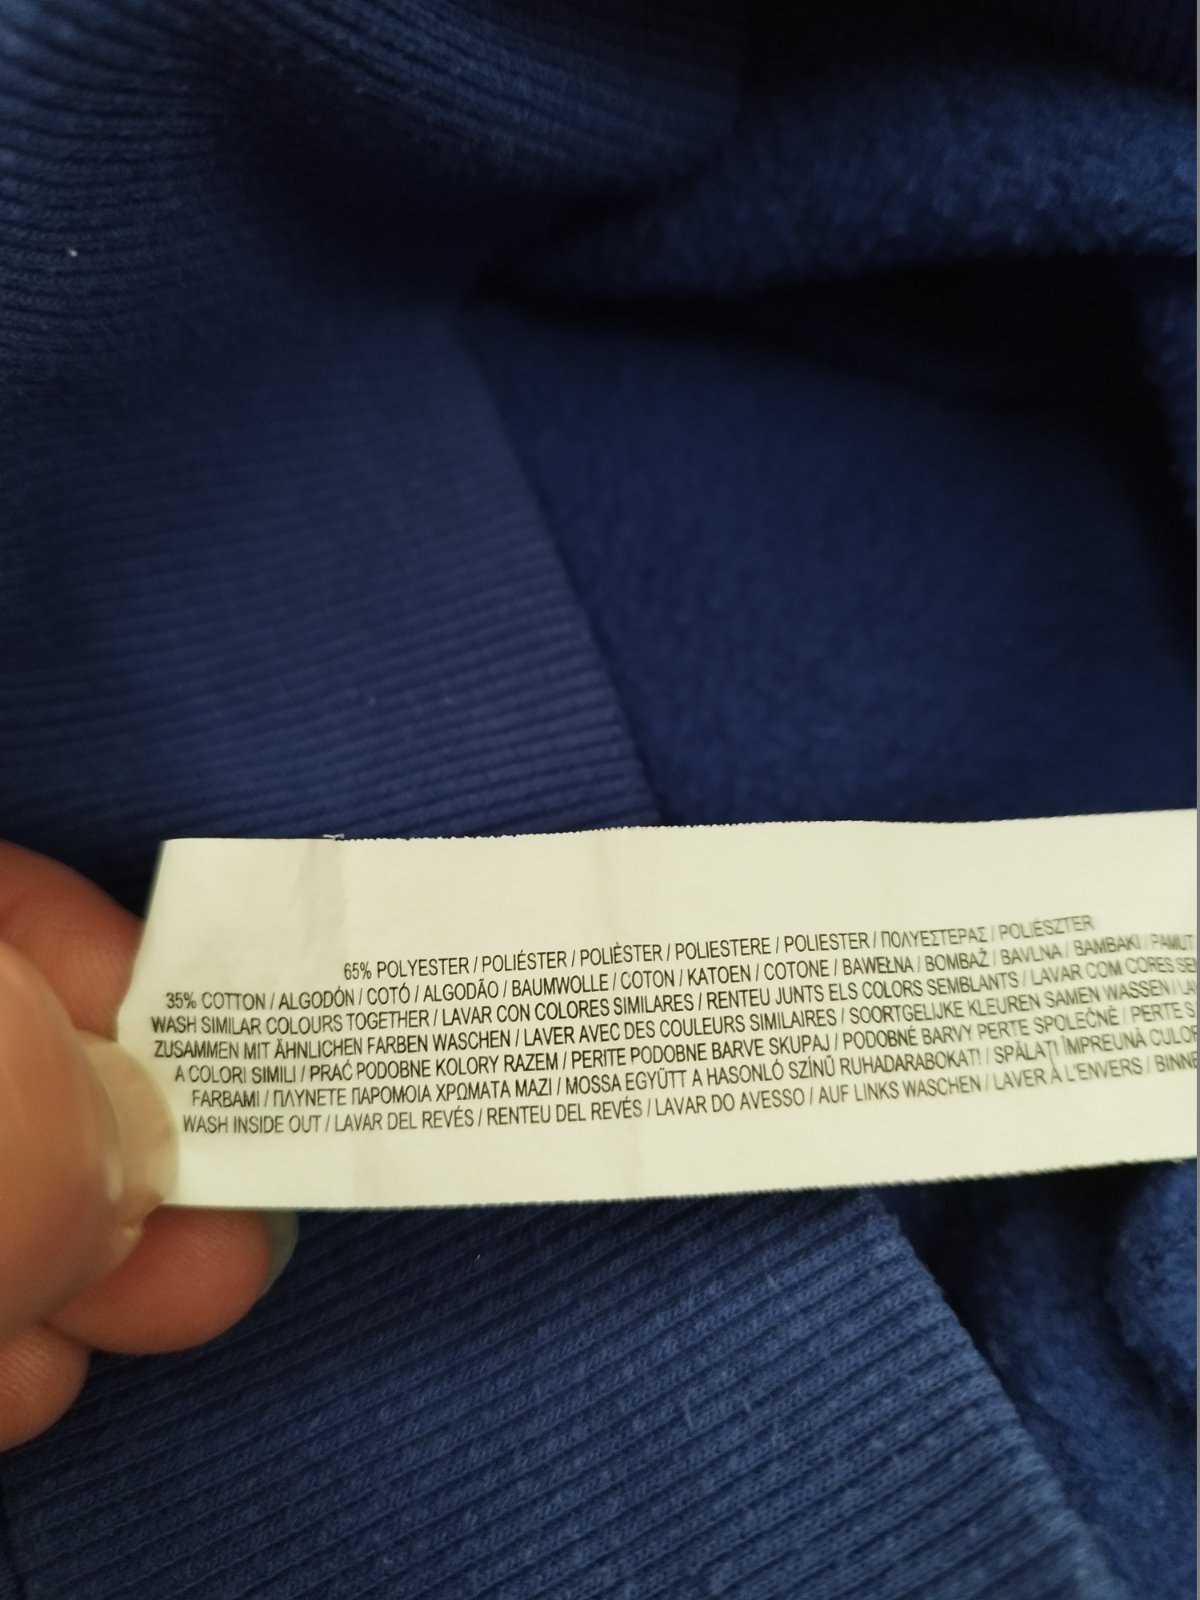 65% POLYESTER / POLIÉSTER / POLIÈSTER / POLIESTERE / POLIESTER / ΠΟΛΥΕΣΤΕΡΑΣ / POLIÉSZTER
35% COTTON / ALGODÓN / COTÓ / ALGODÃO / BAUMWOLLE / COTON / KATOEN / COTONE / BAWEŁNA / BOMBAŽ / BAVLNA / BAMBAKI / PAMUT
WASH SIMILAR COLOURS TOGETHER / LAVAR CON COLORES SIMILARES / RENTEU JUNTS ELS COLORS SEMBLANTS / LAVAR COM CORES
ZUSAMMEN MIT ÄHNLICHEN FARBEN WASCHEN / LAVER AVEC DES COULEURS SIMILAIRES / SOORTGELIJKE KLEUREN SAMEN WASSEN /
A COLORI SIMILI / PRAĆ PODOBNE KOLORY RAZEM / PERITE PODOBNE BARVE SKUPAJ / PODOBNÉ BARVY PERTE SPOLEČNĚ / PERTE
FARBAMI / ΠΛΥΝΕΤΕ ΠΑΡΟΜΟΙΑ ΧΡΩΜΑΤΑ ΜΑΖΙ / MOSSA EGYÜTT A HASONLÓ SZÍNŰ RUHADARABOKAT! / SPĂLAȚI ÎMPREUNĂ
WASH INSIDE OUT / LAVAR DEL REVÉS / RENTEU DEL REVÉS / LAVAR DO AVESSO / AUF LINKS WASCHEN / LAVER À L'ENVERS /